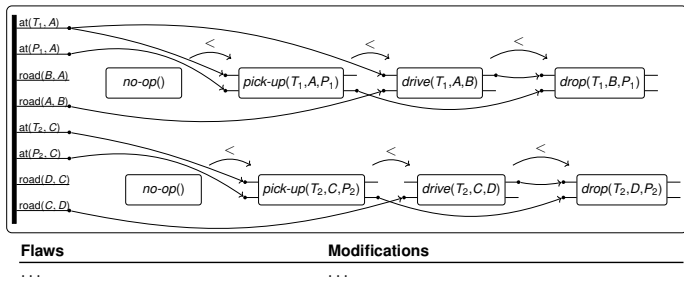 at(T₁, A)
< < <
at(P₁, A)
road(B, A) no-op() pick-up(T₁,A,P₁) drive(T₁,A,B) drop(T₁,B,P₁)
road(A, B)
at(T₂, C)
< < <
at(P₂, C)
road(D, C) no-op() pick-up(T₂,C,P₂) drive(T₂,C,D) drop(T₂,D,P₂)
road(C, D)
Flaws Modifications
. . . . . .